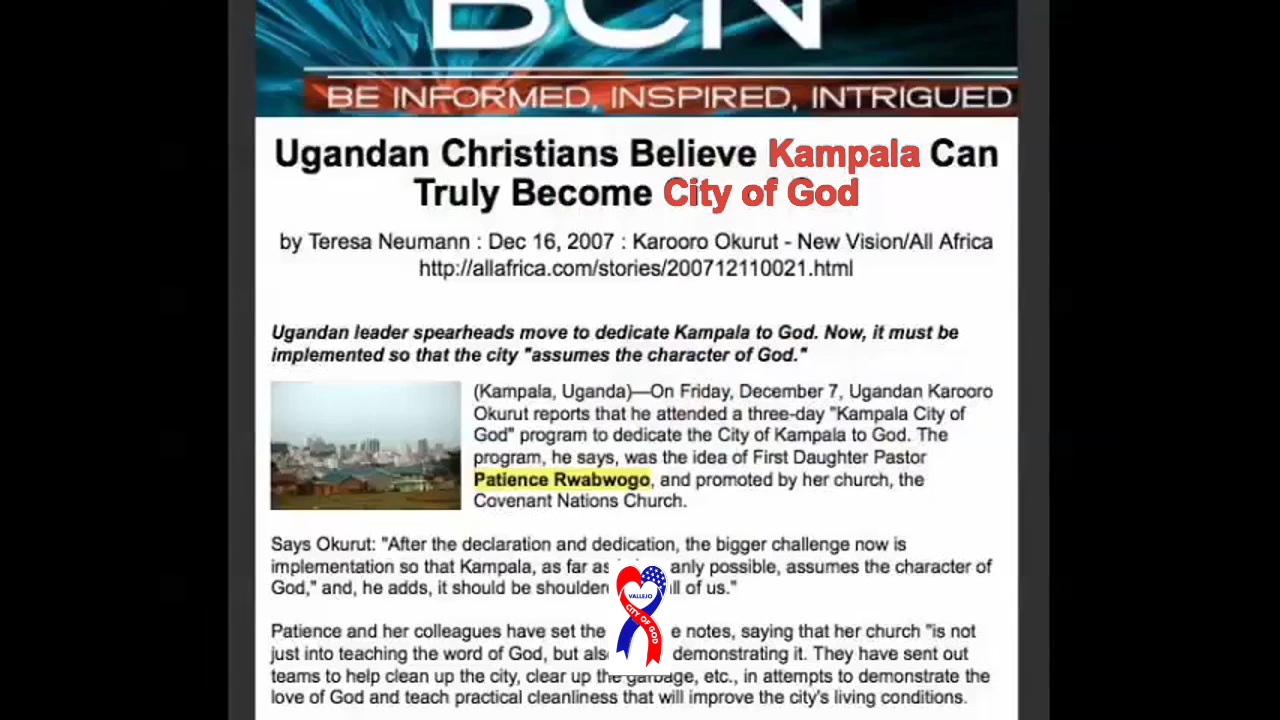 BCN
BE INFORMED, INSPIRED, INTRIGUED
Ugandan Christians Believe Kampala Can
Truly Become City of God
by Teresa Neumann : Dec 16, 2007 : Karooro Okurut - New Vision/All Africa
http://allafrica.com/stories/200712110021.html
Ugandan leader spearheads move to dedicate Kampala to God. Now, it must be
implemented so that the city "assumes the character of God."
(Kampala, Uganda)—On Friday, December 7, Ugandan Karooro
Okurut reports that he attended a three-day "Kampala City of
God" program to dedicate the City of Kampala to God. The
program, he says, was the idea of First Daughter Pastor
Patience Rwabwogo, and promoted by her church, the
Covenant Nations Church.
Says Okurut: "After the declaration and dedication, the bigger challenge now is
implementation so that Kampala, as far as anly possible, assumes the character of
God," and, he adds, it should be shoulder ll of us."
Patience and her colleagues have set the e notes, saying that her church "is not
just into teaching the word of God, but als demonstrating it. They have sent out
teams to help clean up the city, clear up the garbage, etc., in attempts to demonstrate the
love of God and teach practical cleanliness that will improve the city's living conditions.
VALLEJO
CITY OF GOD